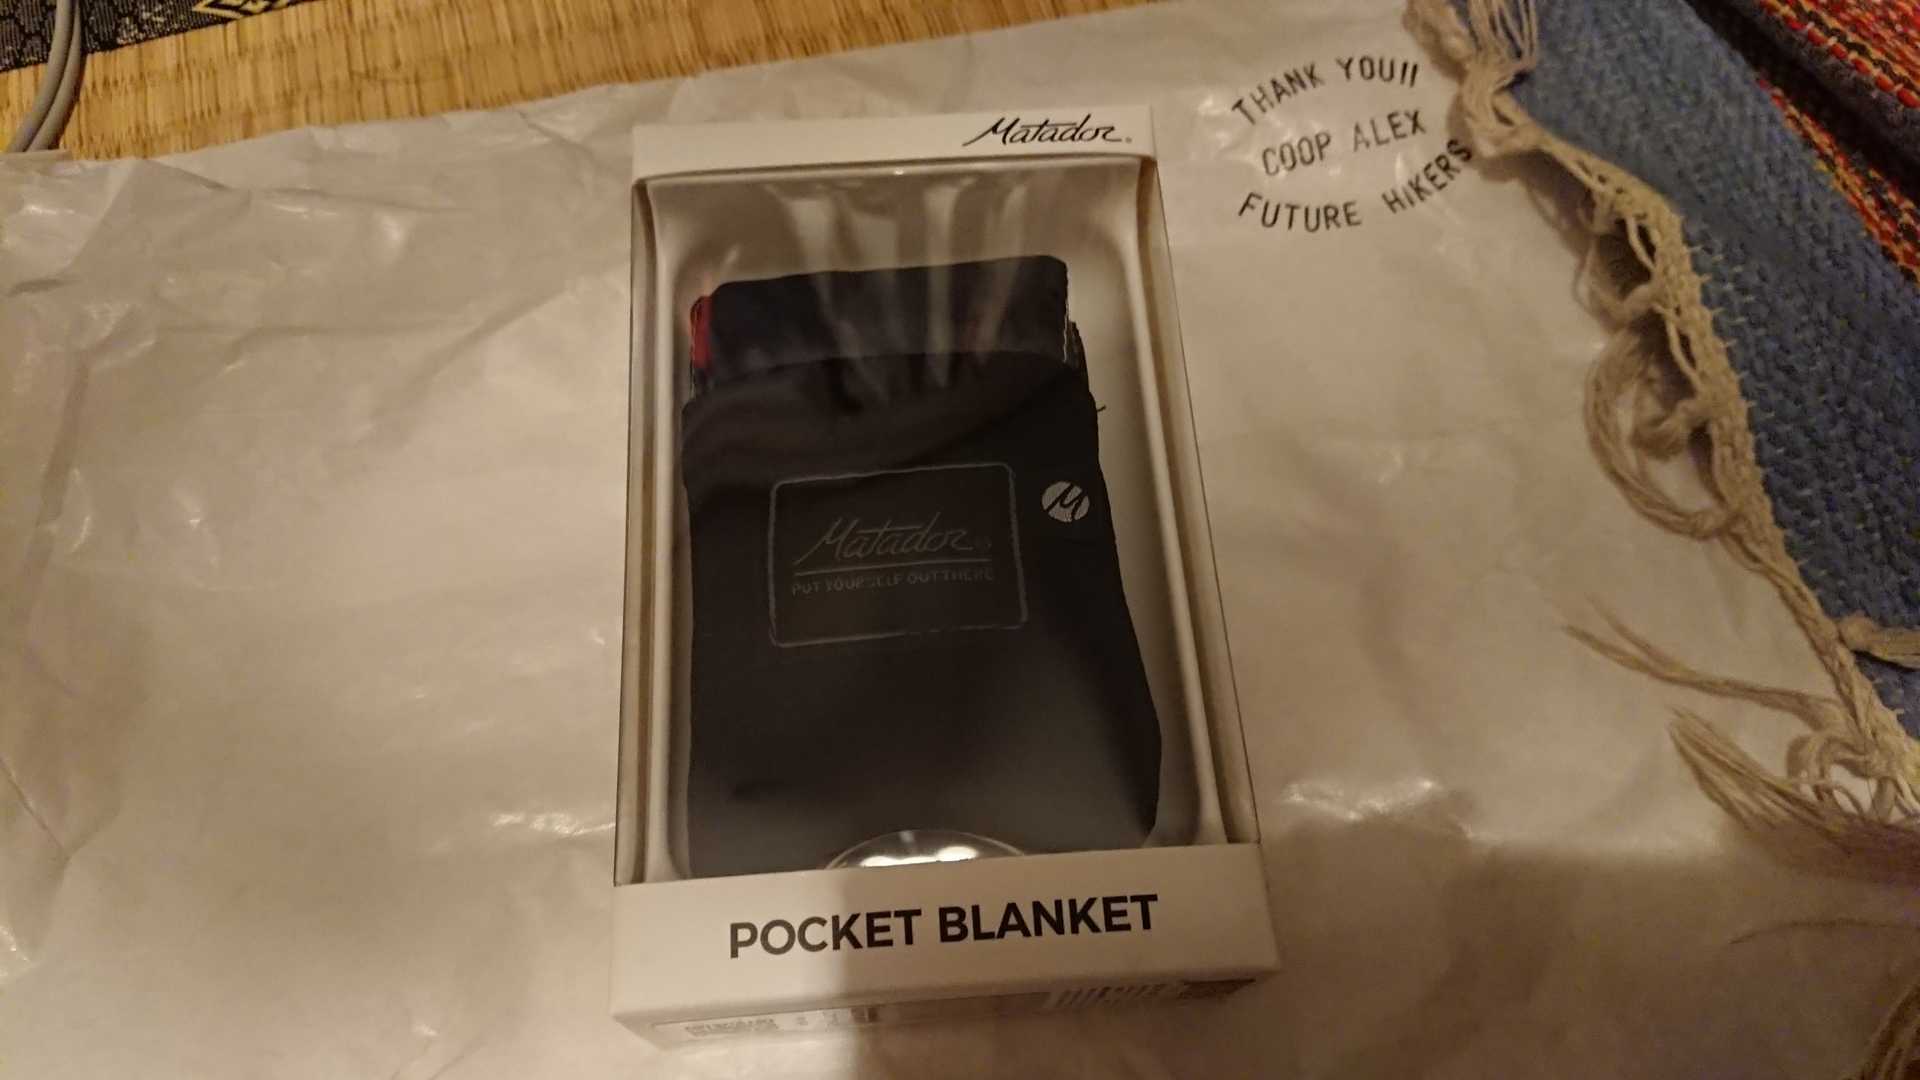 Matador®
THANK YOU!!
COOP ALEX
FUTURE HIKERS
M
Matador
PUT YOURSELF OUT THERE
POCKET BLANKET